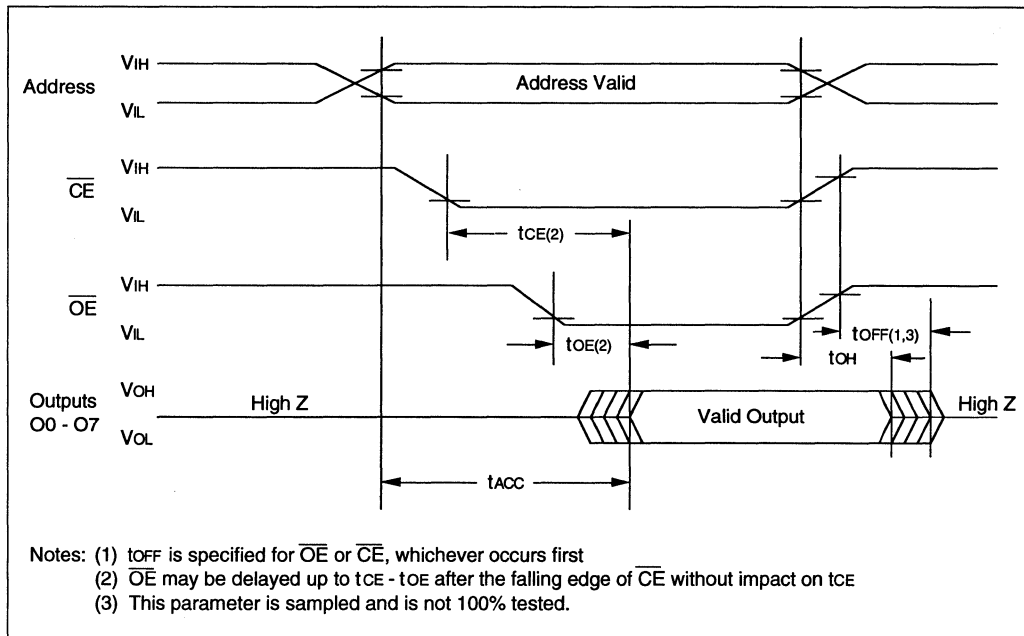 VIH
Address
Address Valid
VIL
VIH
CE
VIL
tCE(2)
VIH
OE
VIL
tOE(2)
tOFF(1,3)
tOH
VOH
Outputs
O0 - O7
High Z
Valid Output
High Z
VOL
tACC
Notes: (1) tOFF is specified for OE or CE, whichever occurs first
(2) OE may be delayed up to tCE - tOE after the falling edge of CE without impact on tCE
(3) This parameter is sampled and is not 100% tested.